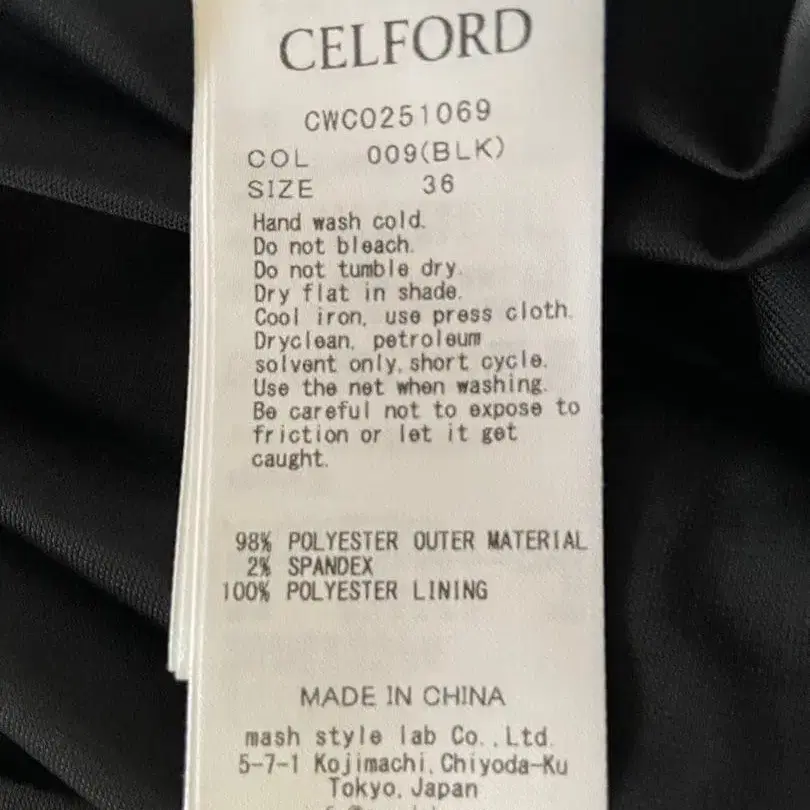 CELFORD
CWCO251069
COL 009(BLK)
SIZE 36
Hand wash cold.
Do not bleach.
Do not tumble dry.
Dry flat in shade.
Cool iron, use press cloth.
Dryclean, petroleum
solvent only, short cycle.
Use the net when washing.
Be careful not to expose to
friction or let it get
caught.
98% POLYESTER OUTER MATERIAL
2% SPANDEX
100% POLYESTER LINING
MADE IN CHINA
mash style lab Co.,Ltd.
5-7-1 Kojimachi, Chiyoda-Ku
Tokyo, Japan